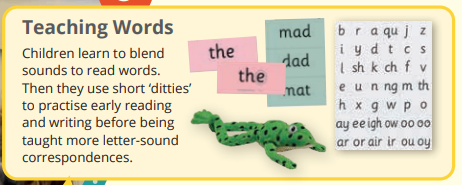 Teaching Words
Children learn to blend
sounds to read words.
Then they use short ‘ditties’
to practise early reading
and writing before being
taught more letter-sound
correspondences.
the
the
mad
dad
mat
b r a qu j z
i y d t c s
l sh k ch f v
e u n ng m th
h x g w p o
ay ee igh ow oo oo
ar or air ir ou oy